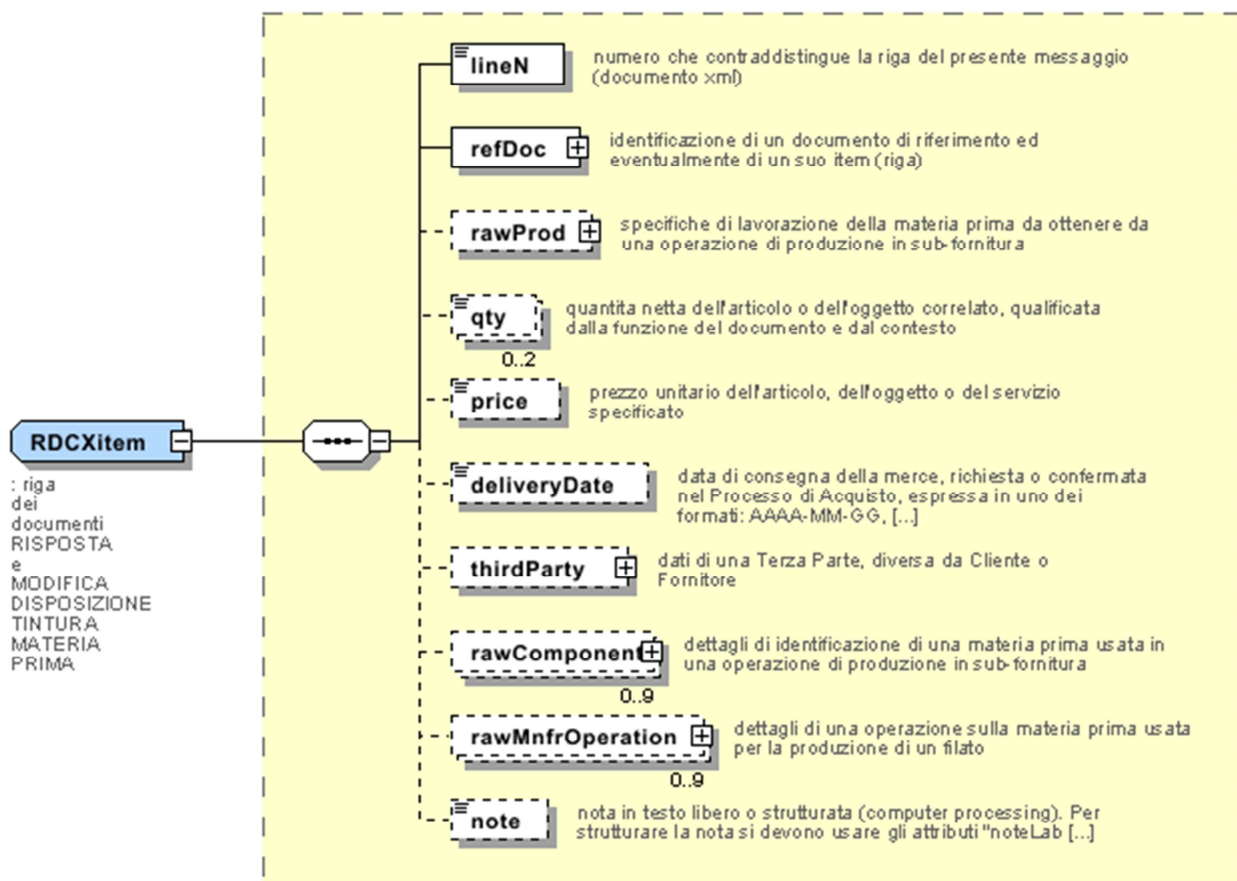 lineN
numero che contraddistingue la riga del presente messaggio
(documento xml)
refDoc
identificazione di un documento di riferimento ed
eventualmente di un suo item (riga)
rawProd
specifiche di lavorazione della materia prima da ottenere da
una operazione di produzione in sub-fornitura
qty
quantita netta dell'articolo o dell'oggetto correlato, qualificata
dalla funzione del documento e dal contesto
0..2
price
prezzo unitario dell'articolo, dell'oggetto o del servizio
specificato
RDCXitem
: riga
dei
documenti
RISPOSTA
e
MODIFICA
DISPOSIZIONE
TINTURA
MATERIA
PRIMA
deliveryDate
data di consegna della merce, richiesta o confermata
nel Processo di Acquisto, espressa in uno dei
formati: AAAA-MM-GG, [...]
thirdParty
dati di una Terza Parte, diversa da Cliente o
Fornitore
rawComponent
dettagli di identificazione di una materia prima usata in
una operazione di produzione in sub-fornitura
0..9
rawMnfrOperation
dettagli di una operazione sulla materia prima usata
per la produzione di un filato
0..9
note
nota in testo libero o strutturata (computer processing). Per
strutturare la nota si devono usare gli attributi "noteLab [...]